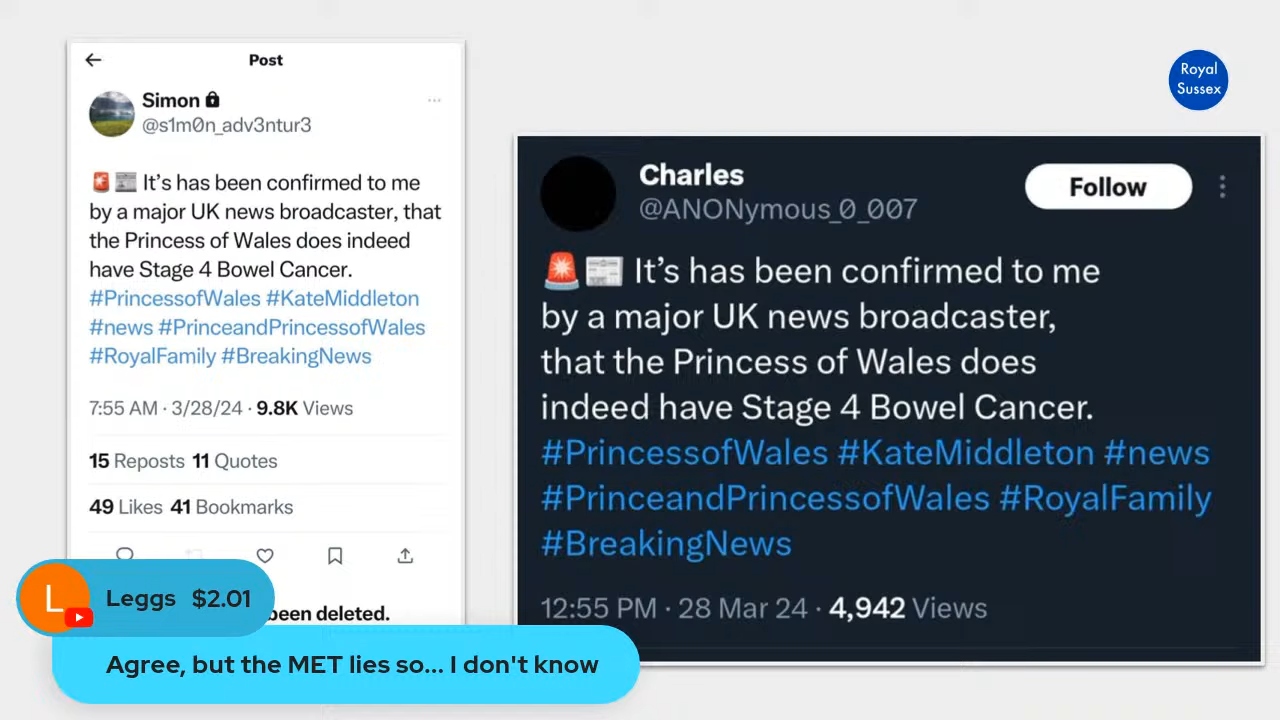 Post
Simon
@s1m0n_adv3ntur3
It's has been confirmed to me
by a major UK news broadcaster, that
the Princess of Wales does indeed
have Stage 4 Bowel Cancer.
#PrincessofWales #KateMiddleton
#news #PrinceandPrincessofWales
#RoyalFamily #BreakingNews
7:55 AM · 3/28/24 · 9.8K Views
15 Reposts 11 Quotes
49 Likes 41 Bookmarks
been deleted.
Royal
Sussex
Charles
@ANONymous_0_007
Follow
It's has been confirmed to me
by a major UK news broadcaster,
that the Princess of Wales does
indeed have Stage 4 Bowel Cancer.
#PrincessofWales #KateMiddleton #news
#PrinceandPrincessofWales #RoyalFamily
#BreakingNews
12:55 PM · 28 Mar 24 · 4,942 Views
L
Leggs $2.01
Agree, but the MET lies so... I don't know